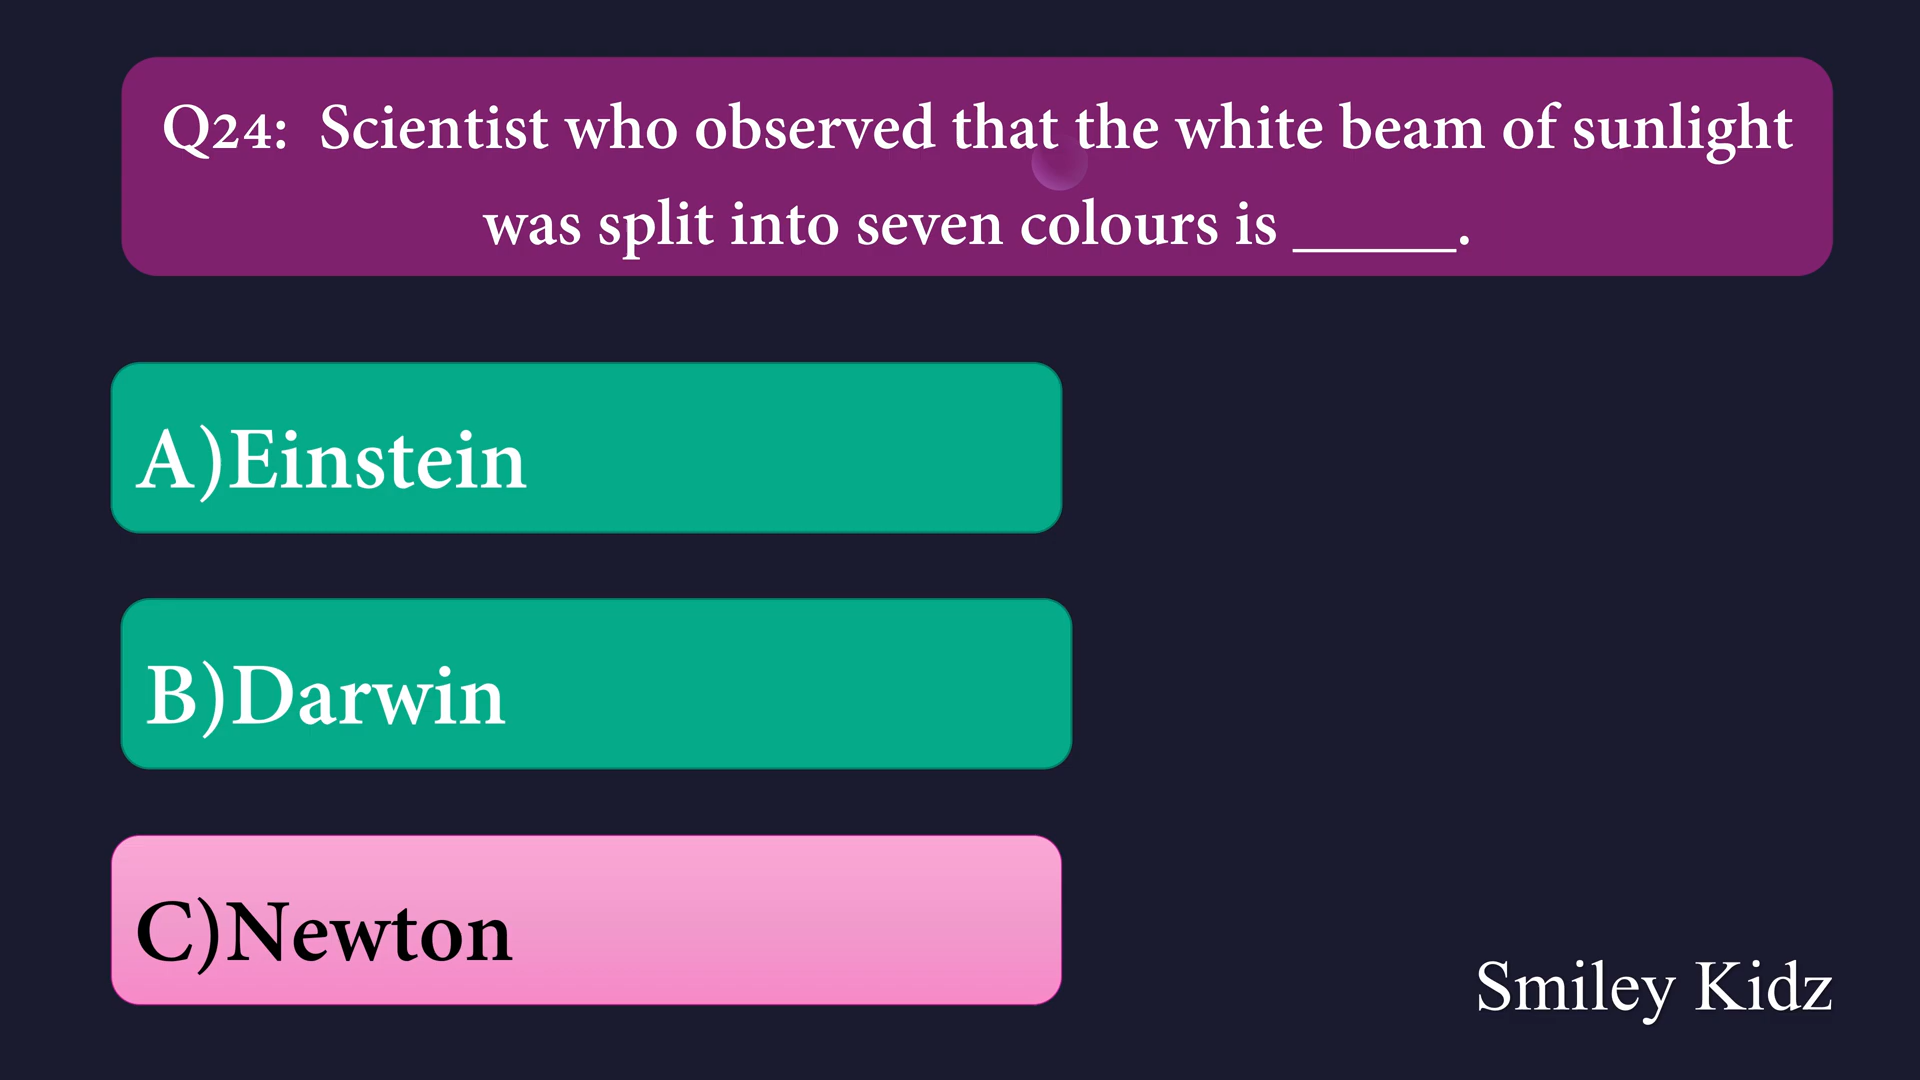 Q24: Scientist who observed that the white beam of sunlight
was split into seven colours is _____.
A)Einstein
B)Darwin
C)Newton
Smiley Kidz